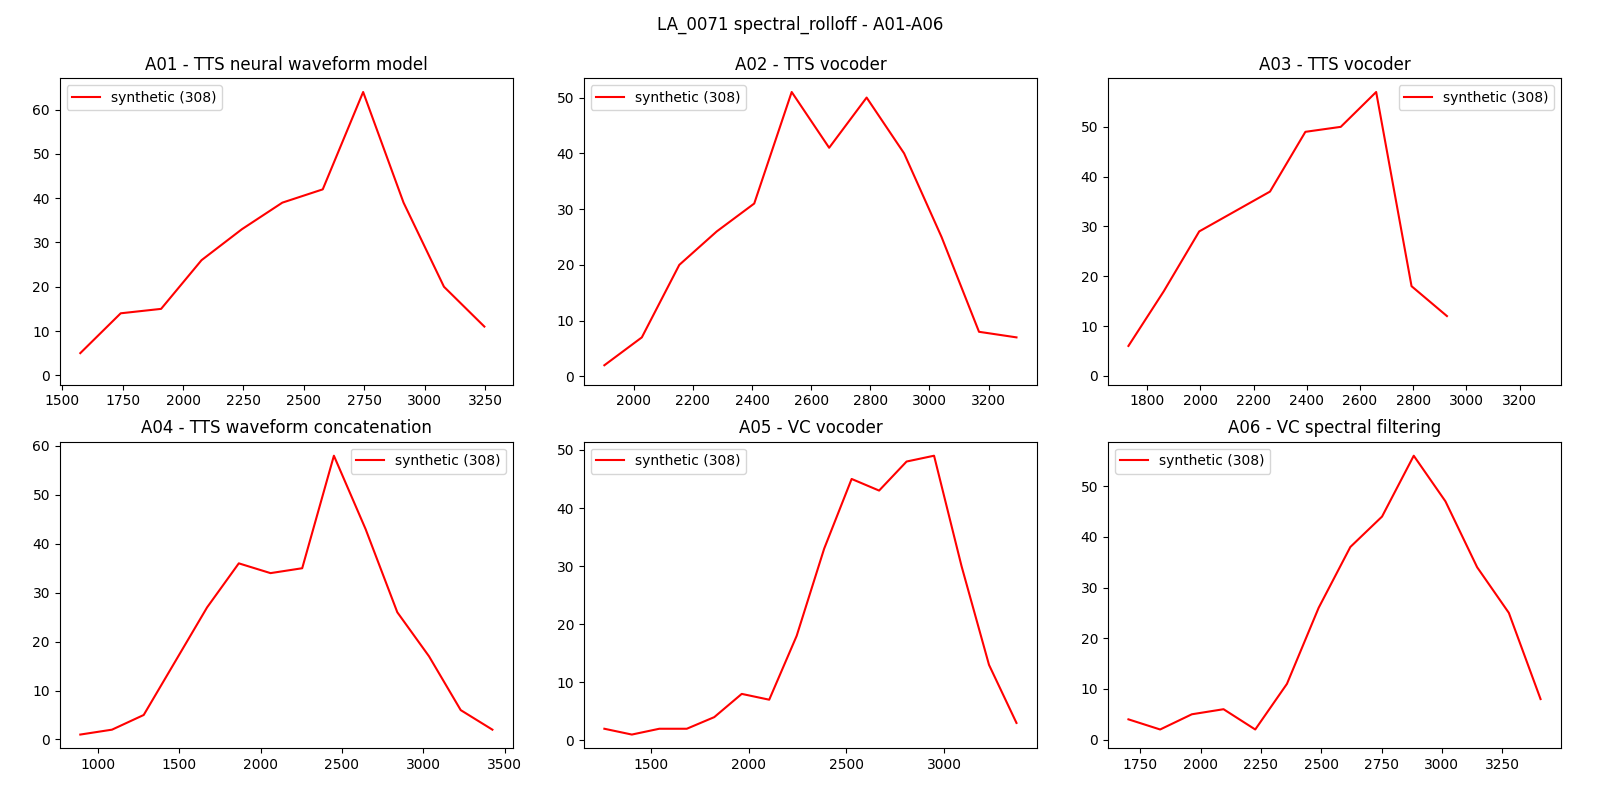 LA_0071 spectral_rolloff - A01-A06
A01 - TTS neural waveform model
synthetic (308)
60
50
40
30
20
10
0
1500 1750 2000 2250 2500 2750 3000 3250
A02 - TTS vocoder
synthetic (308)
50
40
30
20
10
0
2000 2200 2400 2600 2800 3000 3200
A03 - TTS vocoder
synthetic (308)
50
40
30
20
10
0
1800 2000 2200 2400 2600 2800 3000 3200
A04 - TTS waveform concatenation
synthetic (308)
60
50
40
30
20
10
0
1000 1500 2000 2500 3000 3500
A05 - VC vocoder
synthetic (308)
50
40
30
20
10
0
1500 2000 2500 3000
A06 - VC spectral filtering
synthetic (308)
50
40
30
20
10
0
1750 2000 2250 2500 2750 3000 3250